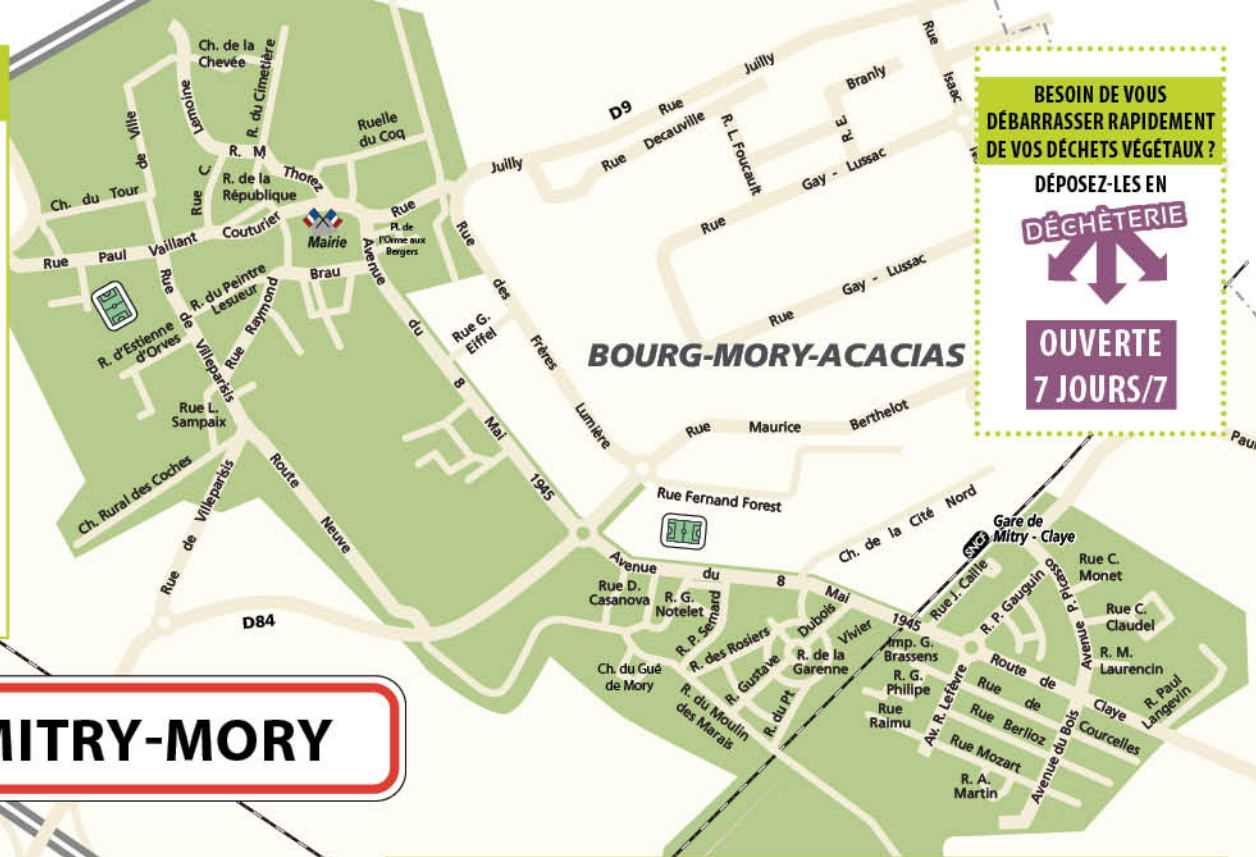 Ch. de la
Chevée
Lemoine
R. du Cimetière
de Ville
Ruelle
du Coq
R. M
Thorez
Rue C.
R. de la
République
Ch. du Tour
Rue Paul Vaillant Couturier
Mairie
Rue
Pl. de
l'Orme aux
Bergers
Juilly
D9
Rue
Juilly
Rue Decauville
R. L. Foucault
R. E.
Branly
Rue
Isaac
Rue Gay - Lussac
Rue Gay - Lussac
BESOIN DE VOUS
DÉBARRASSER RAPIDEMENT
DE VOS DÉCHETS VÉGÉTAUX ?
DÉPOSEZ-LES EN
DÉCHÈTERIE
OUVERTE
7 JOURS/7
R. du Peintre
Lesueur
Rue Raymond
Brau
R. d'Estienne
d'Orves
Rue de Villeparisis
Rue L.
Sampaix
Avenue du 8 Mai 1945
Rue G.
Eiffel
Rue des Frères Lumière
BOURG-MORY-ACACIAS
Rue Maurice Berthelot
Rue Fernand Forest
Ch. de la Cité Nord
Ch. Rural des Coches
Rue de Villeparisis
Route Neuve
D84
SNCF
Gare de
Mitry - Claye
Avenue du 8 Mai 1945
Rue D.
Casanova
R. G.
Notelet
R. P. Semard
R. des Rosiers
R. Gustave
Dubois
Vivier
R. de la
Garenne
R. du Pt
Ch. du Gué
de Mory
R. du Moulin
des Marais
Rue J. Caille
R. P. Gauguin
Avenue P. Picasso
Rue C.
Monet
Rue C.
Claudel
R. M.
Laurencin
R. Paul
Langevin
Imp. G.
Brassens
R. G.
Philipe
Rue
Raimu
Av. R. Lefèvre
Route de Claye
Rue de Courcelles
Rue Berlioz
Rue Mozart
R. A.
Martin
Avenue du Bois
MITRY-MORY